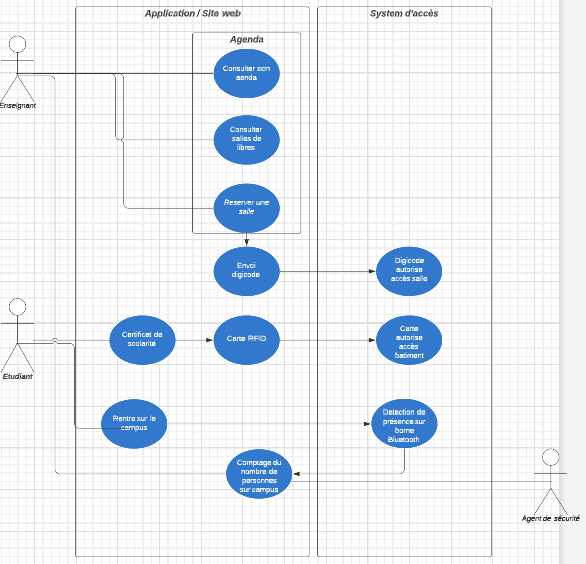 Application / Site web
System d'accès
Agenda
Consulter son
aenda
Enseignant
Consulter
salles de
libres
Reserver une
salle
Envoi
digicode
Digicode
autorise
accès salle
Certificat de
scolarité
Carte RFID
Carte
autorise
accès
batiment
Etudiant
Rentre sur le
campus
Detection de
présence sur
borne
Bluetooth
Comptage du
nombre de
personnes
sur campus
Agent de sécurité